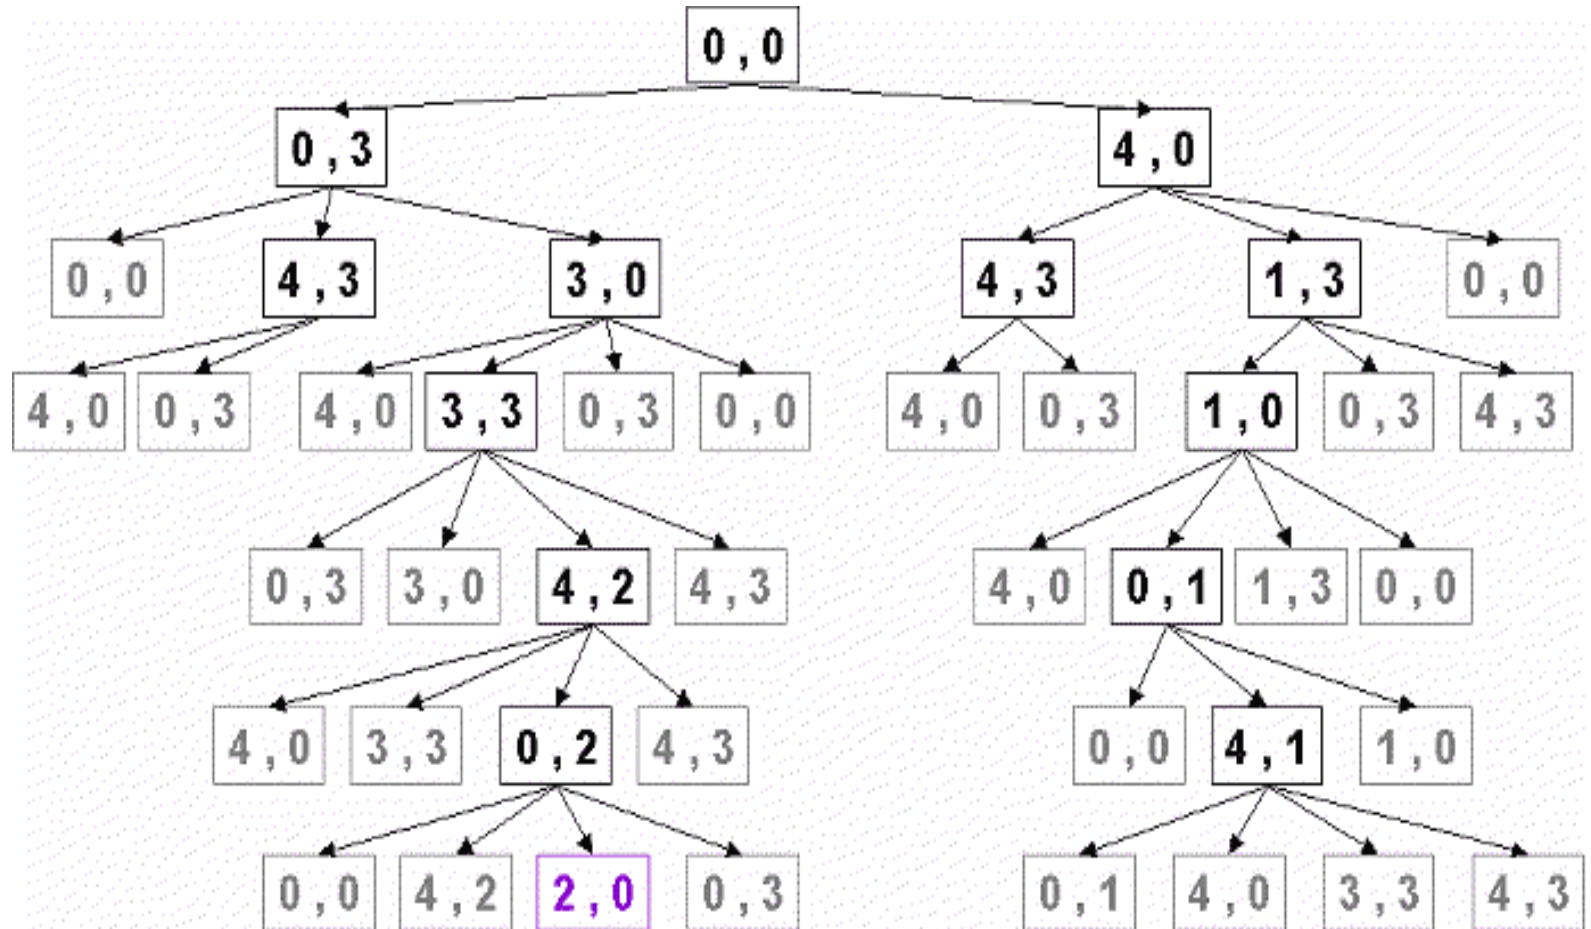 0 , 0
0 , 3 4 , 0
0 , 0 4 , 3 3 , 0 4 , 3 1 , 3 0 , 0
4 , 0 0 , 3 4 , 0 3 , 3 0 , 3 0 , 0 4 , 0 0 , 3 1 , 0 0 , 3 4 , 3
0 , 3 3 , 0 4 , 2 4 , 3 4 , 0 0 , 1 1 , 3 0 , 0
4 , 0 3 , 3 0 , 2 4 , 3 0 , 0 4 , 1 1 , 0
0 , 0 4 , 2 2 , 0 0 , 3 0 , 1 4 , 0 3 , 3 4 , 3